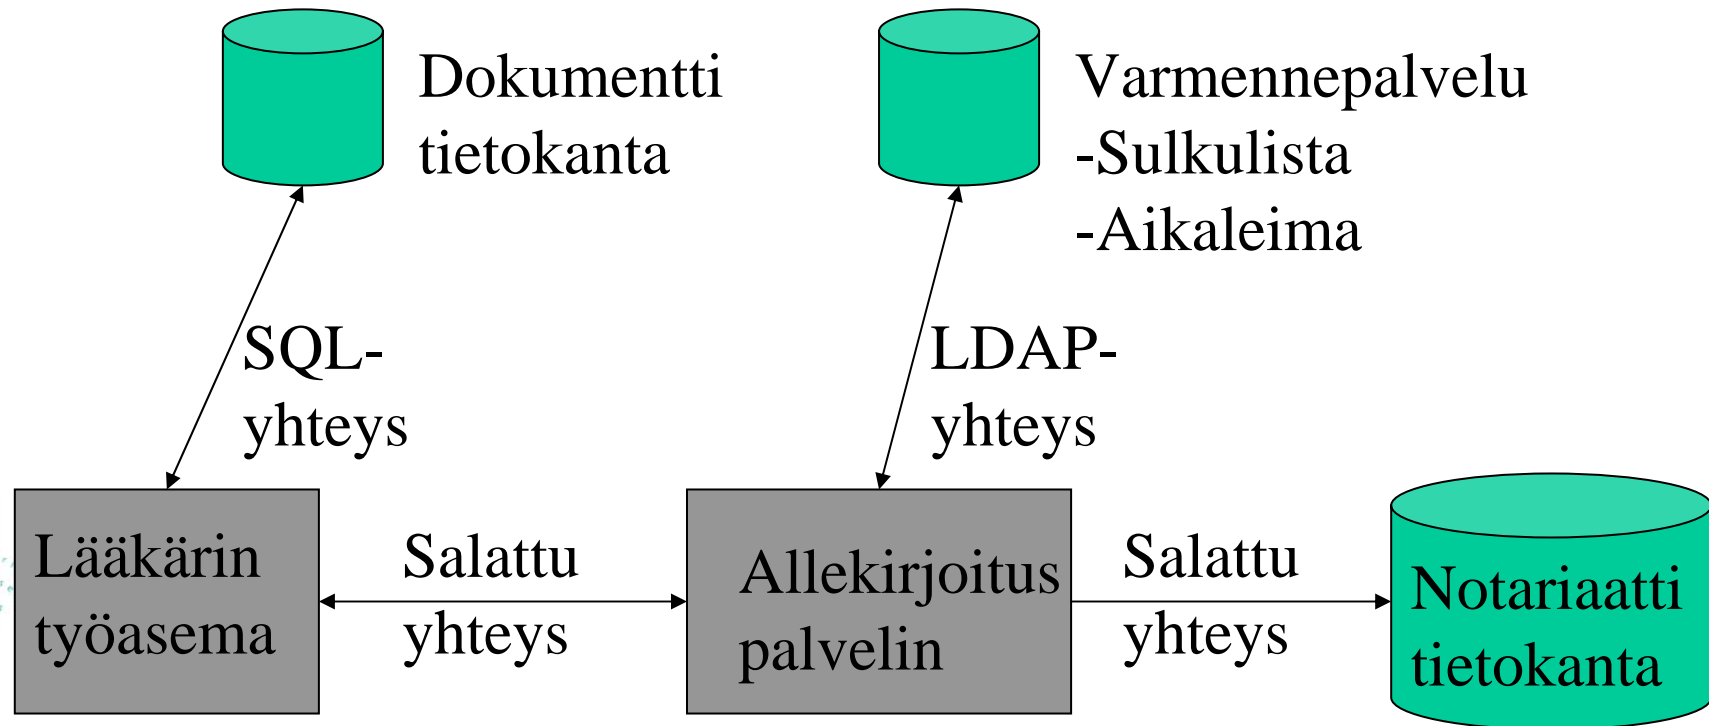 Dokumentti
tietokanta
Varmennepalvelu
-Sulkulista
-Aikaleima
SQL-
yhteys
LDAP-
yhteys
Lääkärin
työasema
Salattu
yhteys
Allekirjoitus
palvelin
Salattu
yhteys
Notariaatti
tietokanta